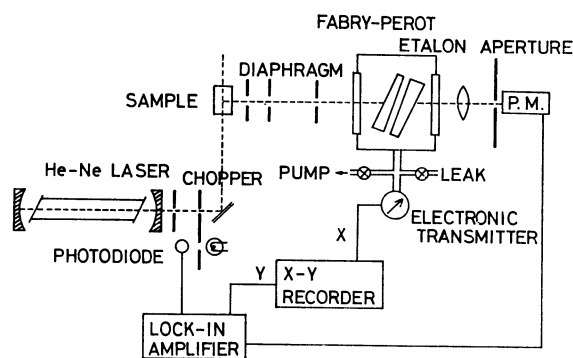 FABRY-PEROT
ETALON APERTURE
DIAPHRAGM
SAMPLE
P.M.
He-Ne LASER
CHOPPER
PUMP
LEAK
ELECTRONIC
TRANSMITTER
X
PHOTODIODE
Y
X-Y
RECORDER
LOCK-IN
AMPLIFIER